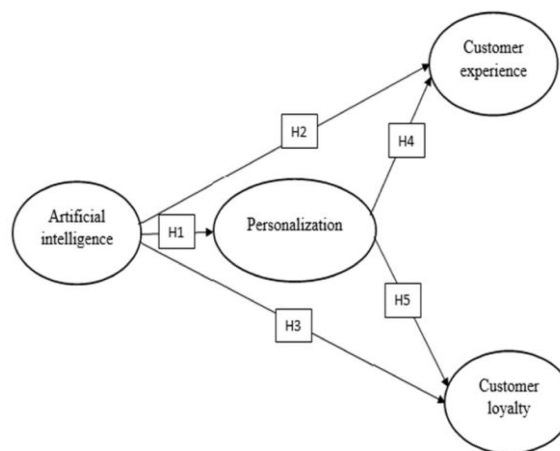 Customer
experience
H2
H4
Artificial
intelligence
H1
Personalization
H5
H3
Customer
loyalty